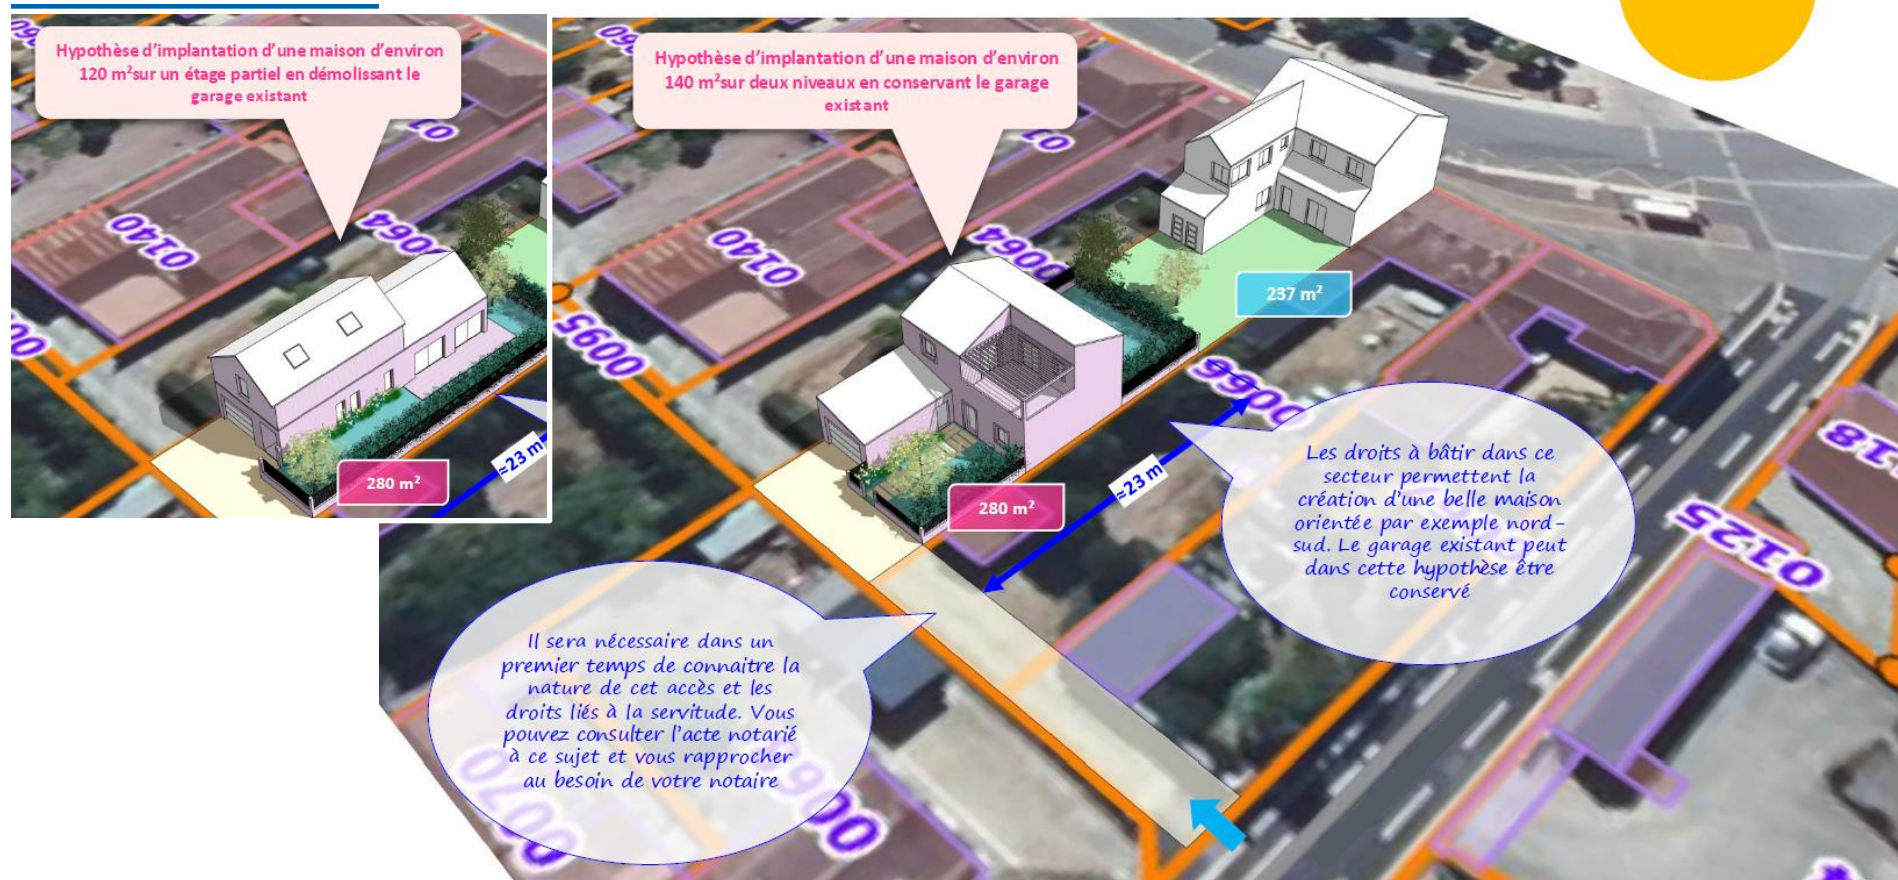 Hypothèse d'implantation d'une maison d'environ
120 m²sur un étage partiel en démolissant le
garage existant
Hypothèse d'implantation d'une maison d'environ
140 m²sur deux niveaux en conservant le garage
existant
0140
0064
280 m²
≈23 m
0140
0064
237 m²
0095
0066
280 m²
≈23 m
Les droits à bâtir dans ce
secteur permettent la
création d'une belle maison
orientée par exemple nord-
sud. Le garage existant peut
dans cette hypothèse être
conservé
0125
Il sera nécessaire dans un
premier temps de connaitre la
nature de cet accès et les
droits liés à la servitude. Vous
pouvez consulter l'acte notarié
à ce sujet et vous rapprocher
au besoin de votre notaire
0070